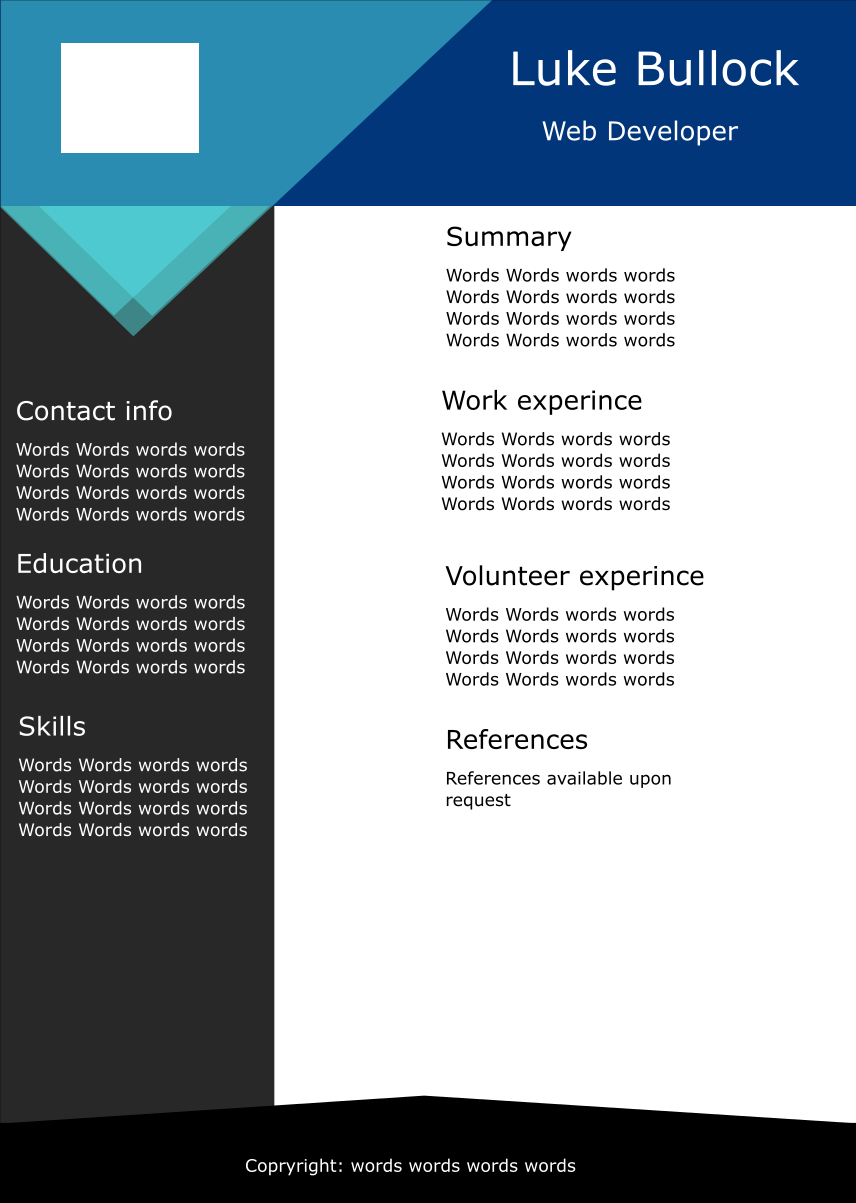 Luke Bullock
Web Developer
Contact info
Words Words words words
Words Words words words
Words Words words words
Words Words words words
Education
Words Words words words
Words Words words words
Words Words words words
Words Words words words
Skills
Words Words words words
Words Words words words
Words Words words words
Words Words words words
Summary
Words Words words words
Words Words words words
Words Words words words
Words Words words words
Work experince
Words Words words words
Words Words words words
Words Words words words
Words Words words words
Volunteer experince
Words Words words words
Words Words words words
Words Words words words
Words Words words words
References
References available upon
request
Copryright: words words words words